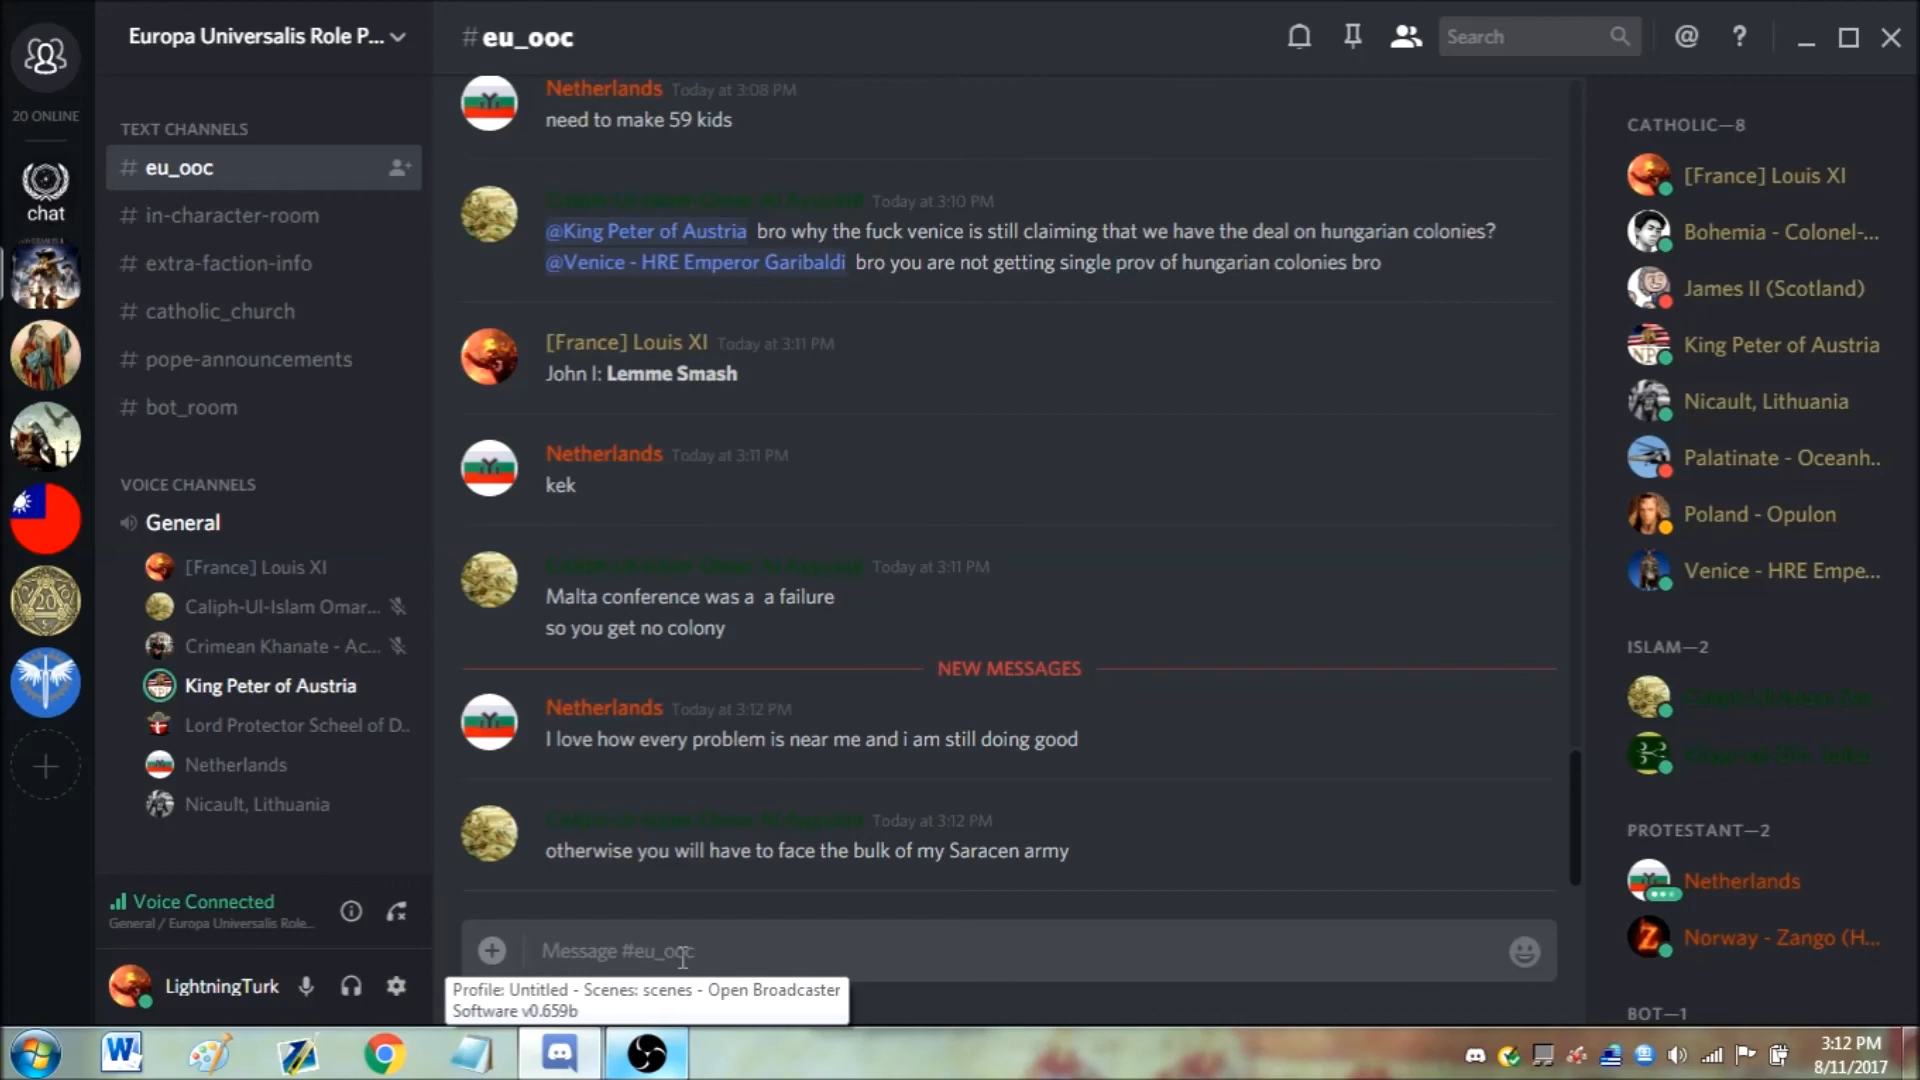 Europa Universalis Role P...
#eu_ooc
Search
@
?
20 ONLINE
chat
TEXT CHANNELS
# eu_ooc
# in-character-room
# extra-faction-info
# catholic_church
# pope-announcements
# bot_room
VOICE CHANNELS
General
[France] Louis XI
Caliph-Ul-Islam Omar...
Crimean Khanate - Ac...
King Peter of Austria
Lord Protector Scheel of D..
Netherlands
Nicault, Lithuania
Voice Connected
General / Europa Universalis Role...
LightningTurk
Netherlands Today at 3:08 PM
need to make 59 kids
Today at 3:10 PM
@King Peter of Austria bro why the fuck venice is still claiming that we have the deal on hungarian colonies?
@Venice - HRE Emperor Garibaldi bro you are not getting single prov of hungarian colonies bro
[France] Louis XI Today at 3:11 PM
John I: Lemme Smash
Netherlands Today at 3:11 PM
kek
Today at 3:11 PM
Malta conference was a a failure
so you get no colony
NEW MESSAGES
Netherlands Today at 3:12 PM
I love how every problem is near me and i am still doing good
Today at 3:12 PM
otherwise you will have to face the bulk of my Saracen army
Message #eu_ooc
Profile: Untitled - Scenes: scenes - Open Broadcaster
Software v0.659b
CATHOLIC—8
[France] Louis XI
Bohemia - Colonel-...
James II (Scotland)
King Peter of Austria
Nicault, Lithuania
Palatinate - Oceanh..
Poland - Opulon
Venice - HRE Empe...
ISLAM—2
PROTESTANT—2
Netherlands
Norway - Zango (H...
BOT—1
3:12 PM
8/11/2017